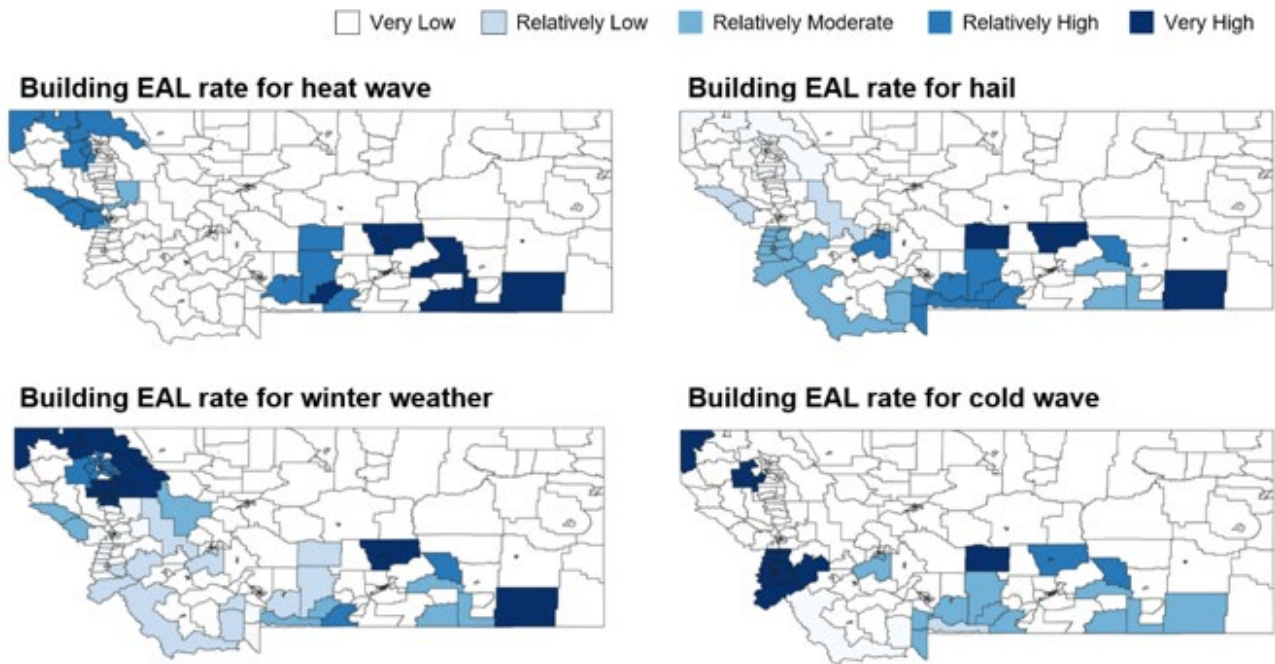 Very Low Relatively Low Relatively Moderate Relatively High Very High
Building EAL rate for heat wave
Building EAL rate for hail
Building EAL rate for winter weather
Building EAL rate for cold wave